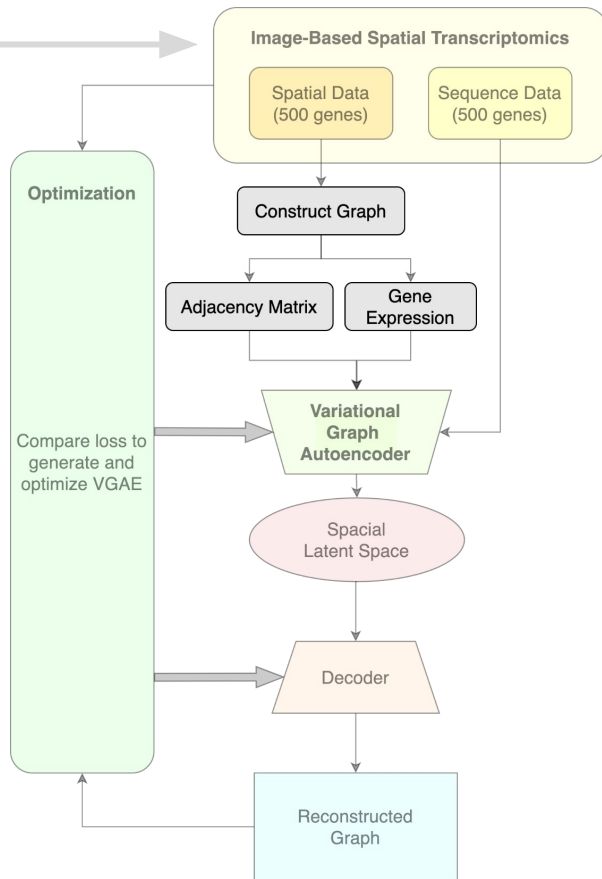 Image-Based Spatial Transcriptomics
Spatial Data
(500 genes)
Sequence Data
(500 genes)
Optimization
Construct Graph
Adjacency Matrix
Gene
Expression
Variational
Graph
Autoencoder
Compare loss to
generate and
optimize VGAE
Spacial
Latent Space
Decoder
Reconstructed
Graph